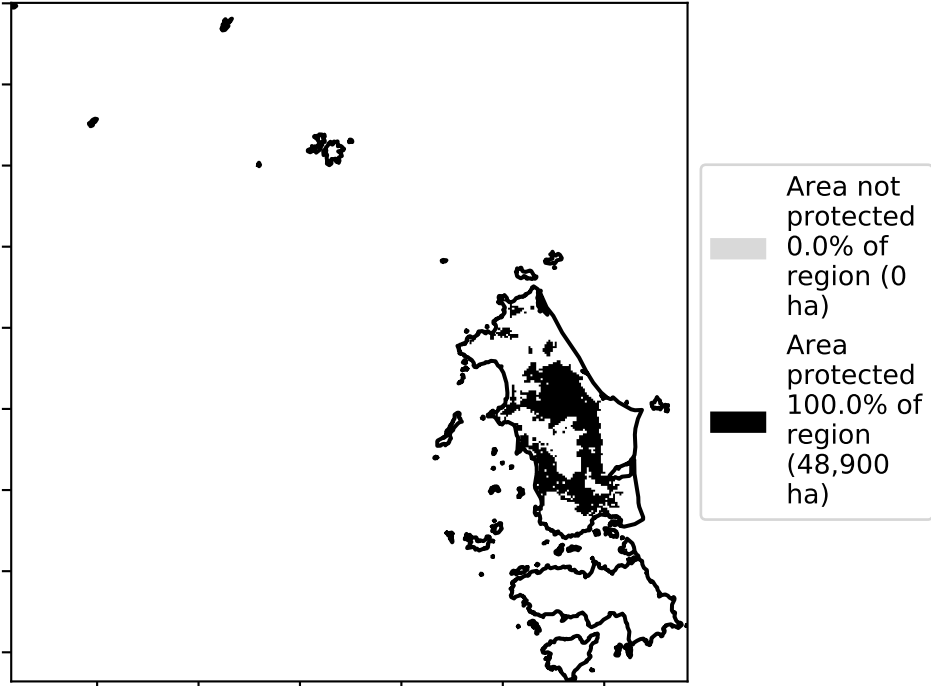 Area not
protected
0.0% of
region (0
ha)
Area
protected
100.0% of
region
(48,900
ha)